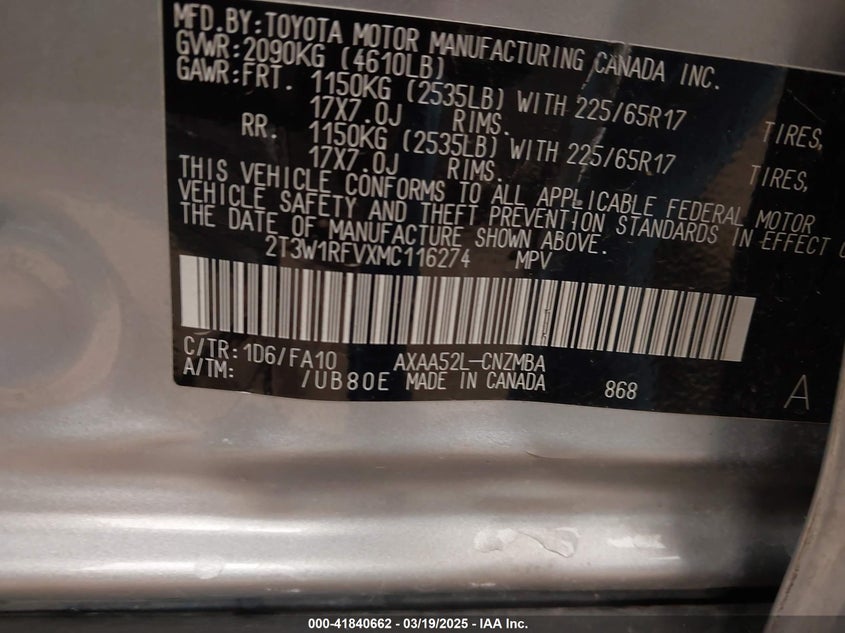 MFD. BY: TOYOTA MOTOR MANUFACTURING CANADA INC.
GVWR: 2090KG (4610LB)
GAWR: FRT. 1150KG (2535LB) WITH 225/65R17 TIRES,
17X7.0J RIMS.
RR. 1150KG (2535LB) WITH 225/65R17 TIRES,
17X7.0J RIMS.
THIS VEHICLE CONFORMS TO ALL APPLICABLE FEDERAL MOTOR
VEHICLE SAFETY AND THEFT PREVENTION STANDARDS IN EFFECT
THE DATE OF MANUFACTURE SHOWN ABOVE.
2T3W1RFVXMC116274 MPV
C/TR: 1D6/FA10 AXAA52L-CNZMBA
A/TM: /UB80E MADE IN CANADA 868 A
000-41840662 - 03/19/2025 - IAA Inc.